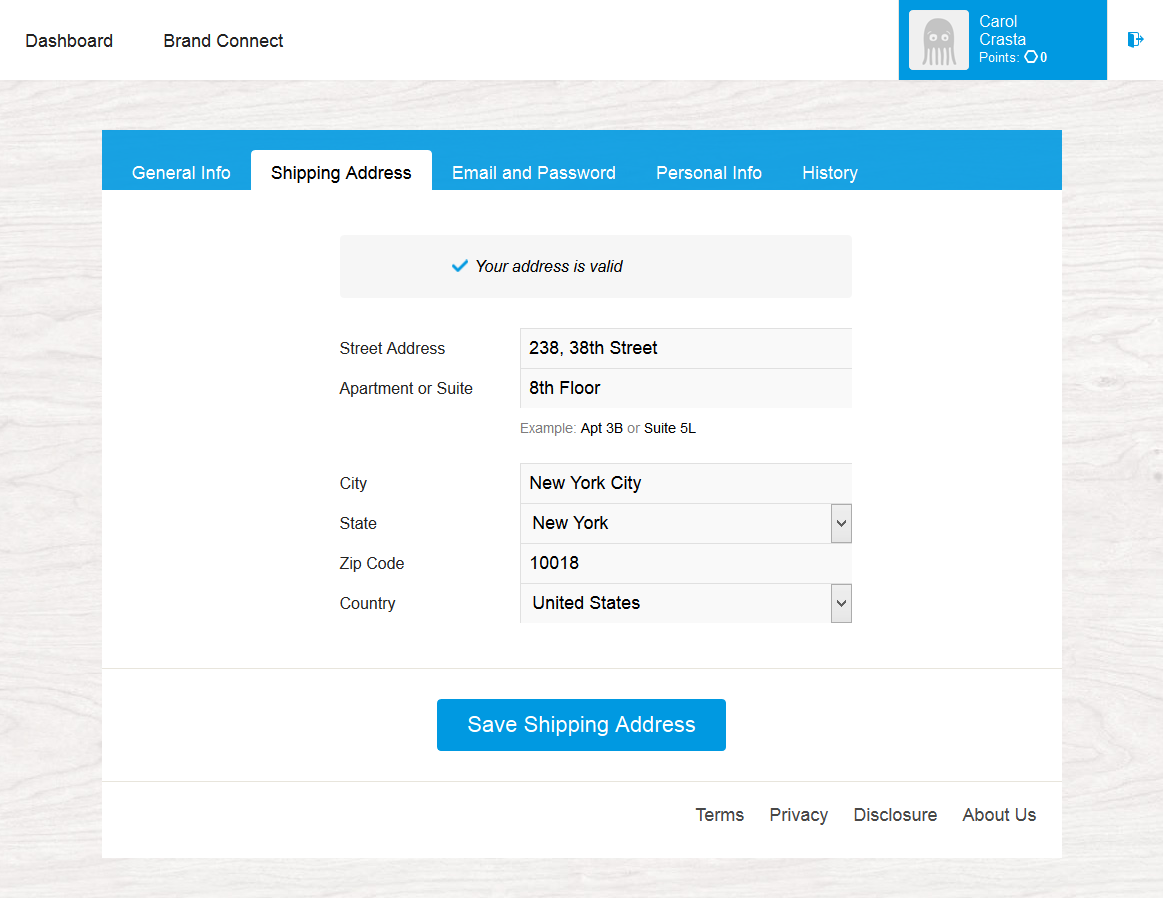 Dashboard Brand Connect
Carol
Crasta
Points: 0
General Info Shipping Address Email and Password Personal Info History
Your address is valid
Street Address 238, 38th Street
Apartment or Suite 8th Floor
Example: Apt 3B or Suite 5L
City New York City
State New York
Zip Code 10018
Country United States
Save Shipping Address
Terms Privacy Disclosure About Us